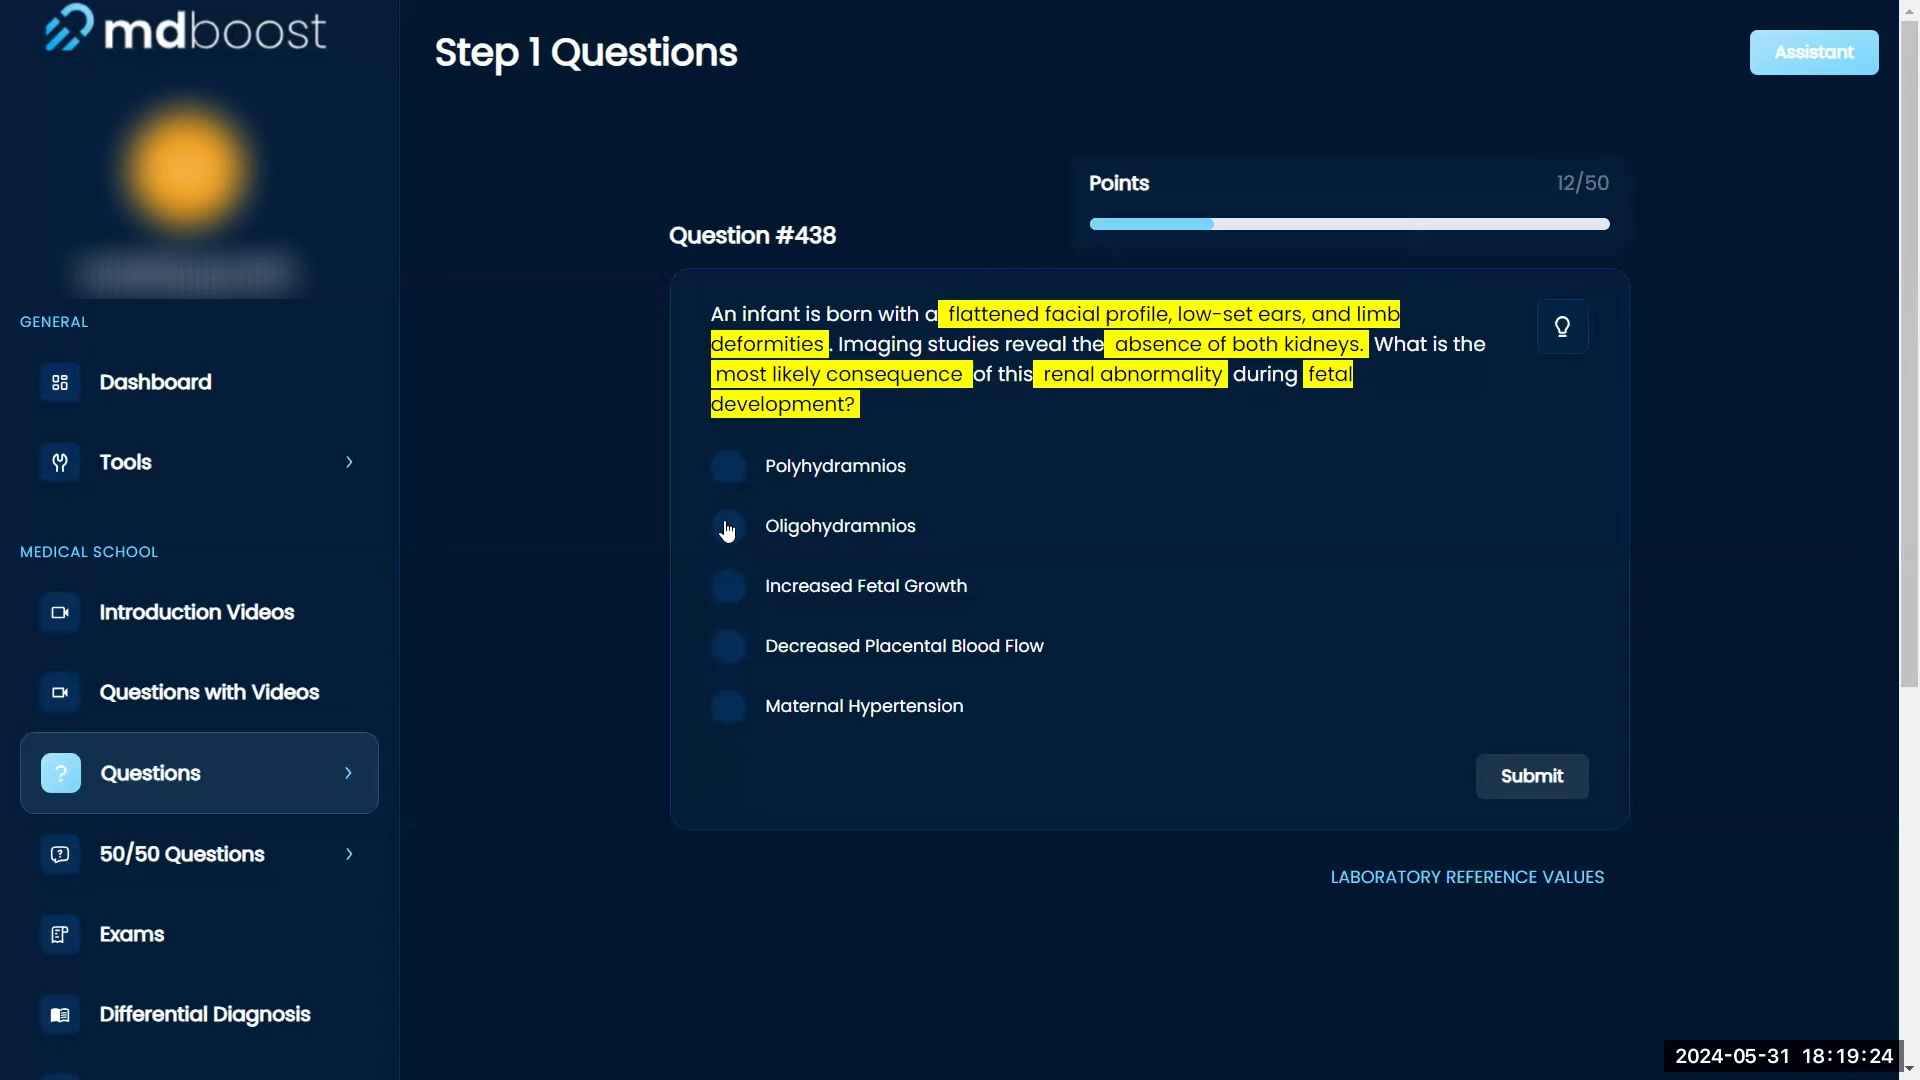 mdboost
Step 1 Questions
Assistant
Points
12/50
Question #438
An infant is born with a flattened facial profile, low-set ears, and limb
deformities . Imaging studies reveal the absence of both kidneys. What is the
most likely consequence of this renal abnormality during fetal
development?
Polyhydramnios
Oligohydramnios
Increased Fetal Growth
Decreased Placental Blood Flow
Maternal Hypertension
Submit
LABORATORY REFERENCE VALUES
GENERAL
Dashboard
Tools
MEDICAL SCHOOL
Introduction Videos
Questions with Videos
Questions
50/50 Questions
Exams
Differential Diagnosis
2024-05-31 18:19:24